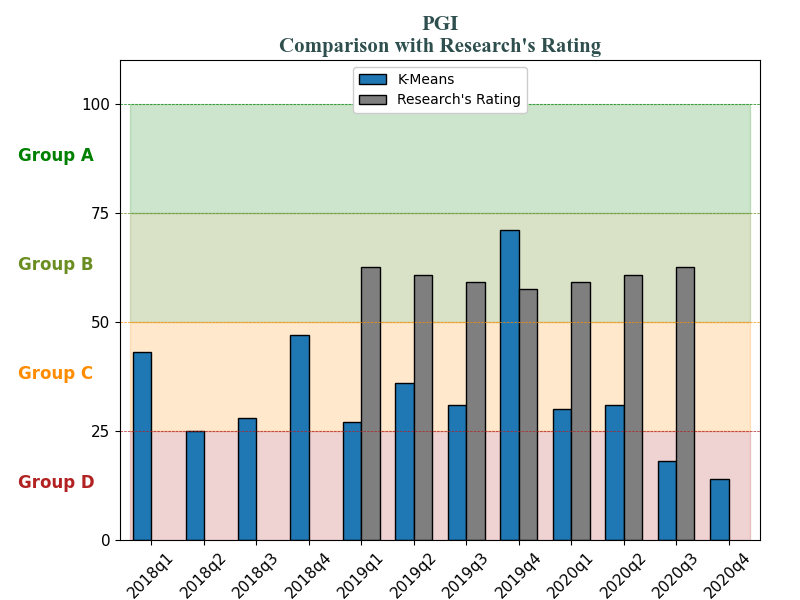 PGI
Comparison with Research's Rating
K-Means
Research's Rating
100
Group A
75
Group B
50
Group C
25
Group D
0
2018q1 2018q2 2018q3 2018q4 2019q1 2019q2 2019q3 2019q4 2020q1 2020q2 2020q3 2020q4